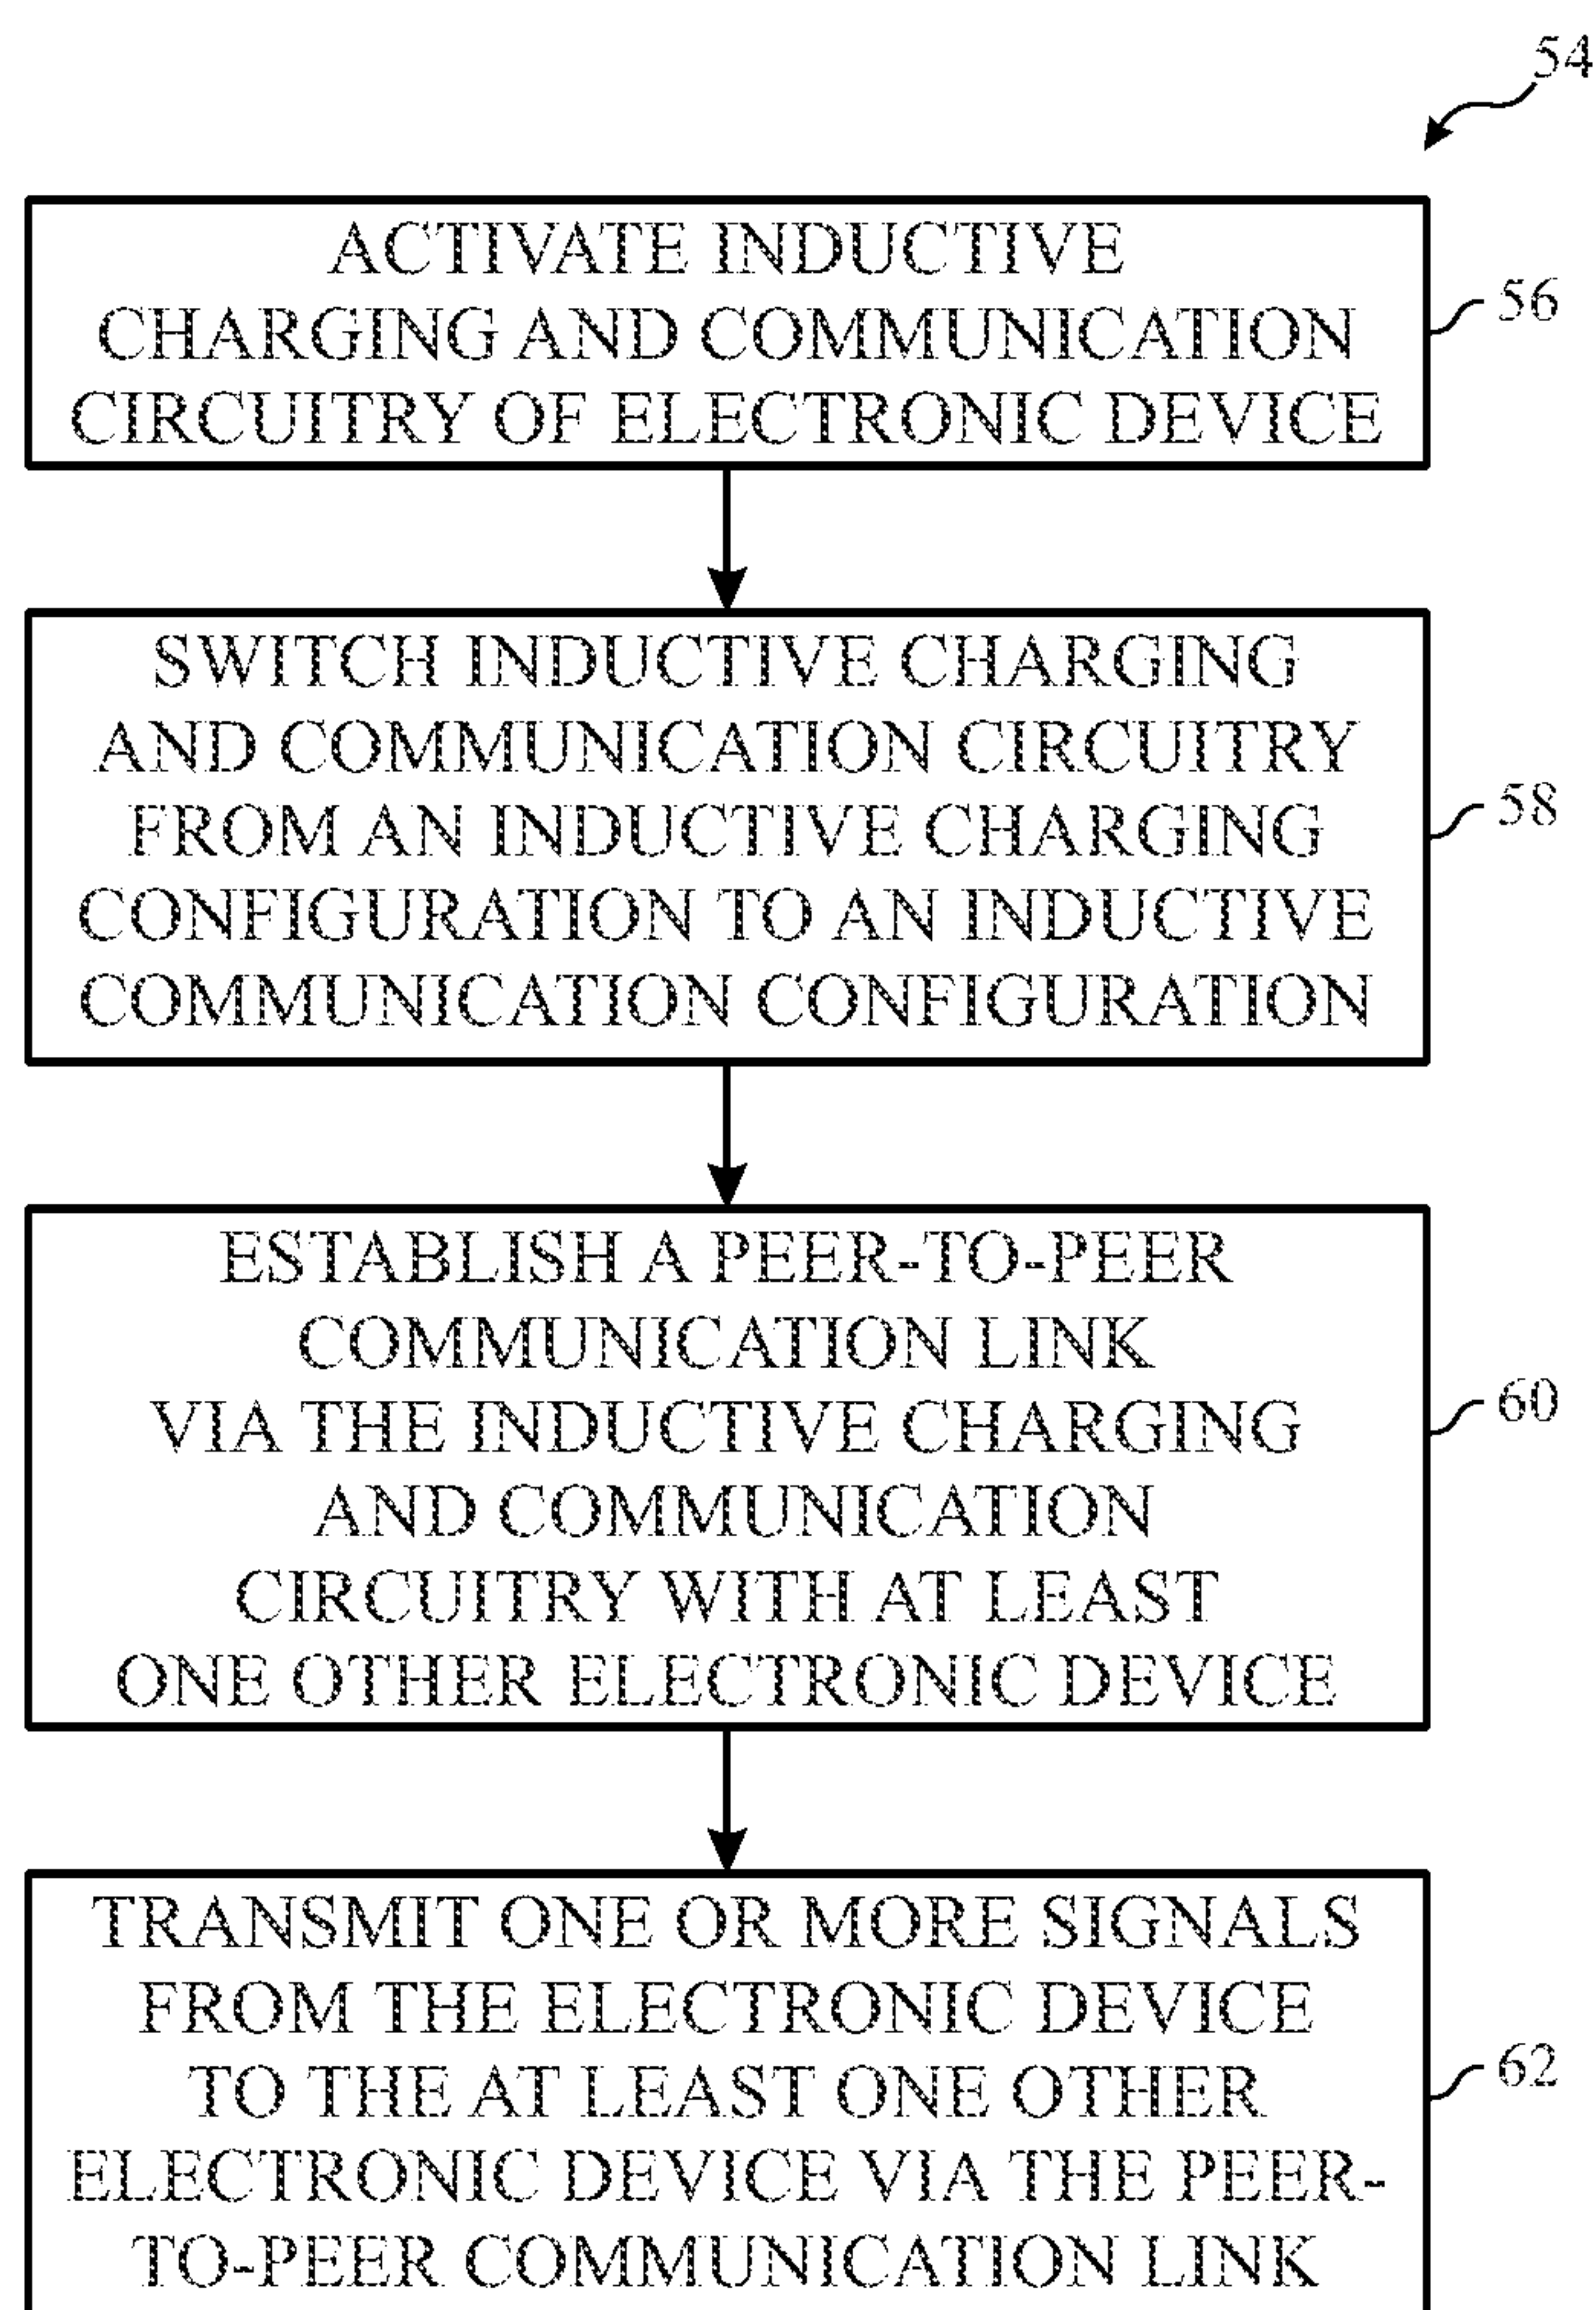 54
ACTIVATE INDUCTIVE
CHARGING AND COMMUNICATION
CIRCUITRY OF ELECTRONIC DEVICE
56
SWITCH INDUCTIVE CHARGING
AND COMMUNICATION CIRCUITRY
FROM AN INDUCTIVE CHARGING
CONFIGURATION TO AN INDUCTIVE
COMMUNICATION CONFIGURATION
58
ESTABLISH A PEER-TO-PEER
COMMUNICATION LINK
VIA THE INDUCTIVE CHARGING
AND COMMUNICATION
CIRCUITRY WITH AT LEAST
ONE OTHER ELECTRONIC DEVICE
60
TRANSMIT ONE OR MORE SIGNALS
FROM THE ELECTRONIC DEVICE
TO THE AT LEAST ONE OTHER
ELECTRONIC DEVICE VIA THE PEER-
TO-PEER COMMUNICATION LINK
62